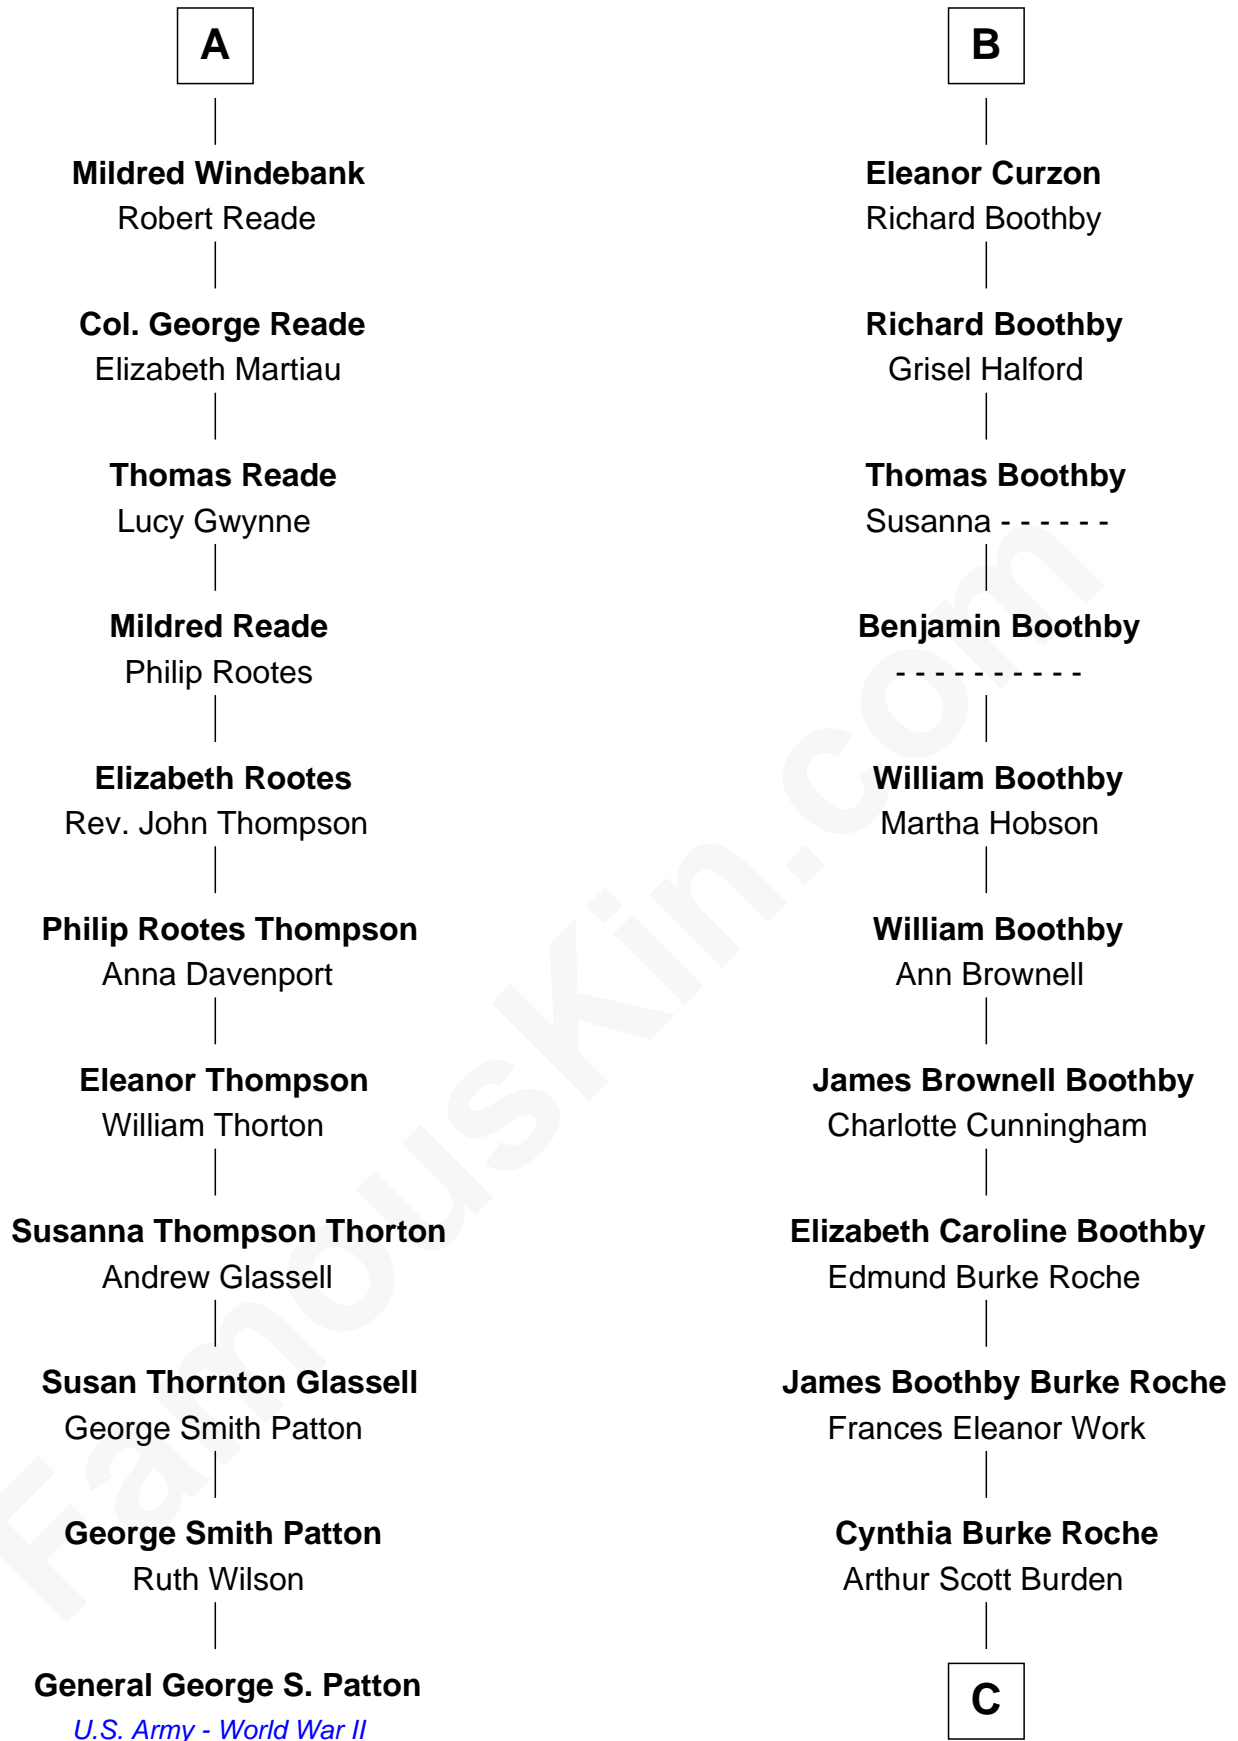 A
Mildred Windebank
Robert Reade
Col. George Reade
Elizabeth Martiau
Thomas Reade
Lucy Gwynne
Mildred Reade
Philip Rootes
Elizabeth Rootes
Rev. John Thompson
Philip Rootes Thompson
Anna Davenport
Eleanor Thompson
William Thorton
Susanna Thompson Thorton
Andrew Glassell
Susan Thornton Glassell
George Smith Patton
George Smith Patton
Ruth Wilson
General George S. Patton
U.S. Army - World War II
B
Eleanor Curzon
Richard Boothby
Richard Boothby
Grisel Halford
Thomas Boothby
Susanna - - - - - -
Benjamin Boothby
- - - - - - - - - -
William Boothby
Martha Hobson
William Boothby
Ann Brownell
James Brownell Boothby
Charlotte Cunningham
Elizabeth Caroline Boothby
Edmund Burke Roche
James Boothby Burke Roche
Frances Eleanor Work
Cynthia Burke Roche
Arthur Scott Burden
C
FamousKin.com